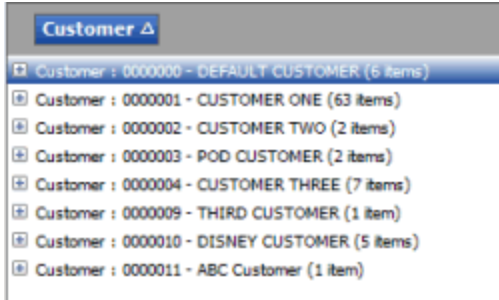 Customer
Customer : 0000000 - DEFAULT CUSTOMER (6 items)
Customer : 0000001 - CUSTOMER ONE (63 items)
Customer : 0000002 - CUSTOMER TWO (2 items)
Customer : 0000003 - POD CUSTOMER (2 items)
Customer : 0000004 - CUSTOMER THREE (7 items)
Customer : 0000009 - THIRD CUSTOMER (1 item)
Customer : 0000010 - DISNEY CUSTOMER (5 items)
Customer : 0000011 - ABC Customer (1 item)